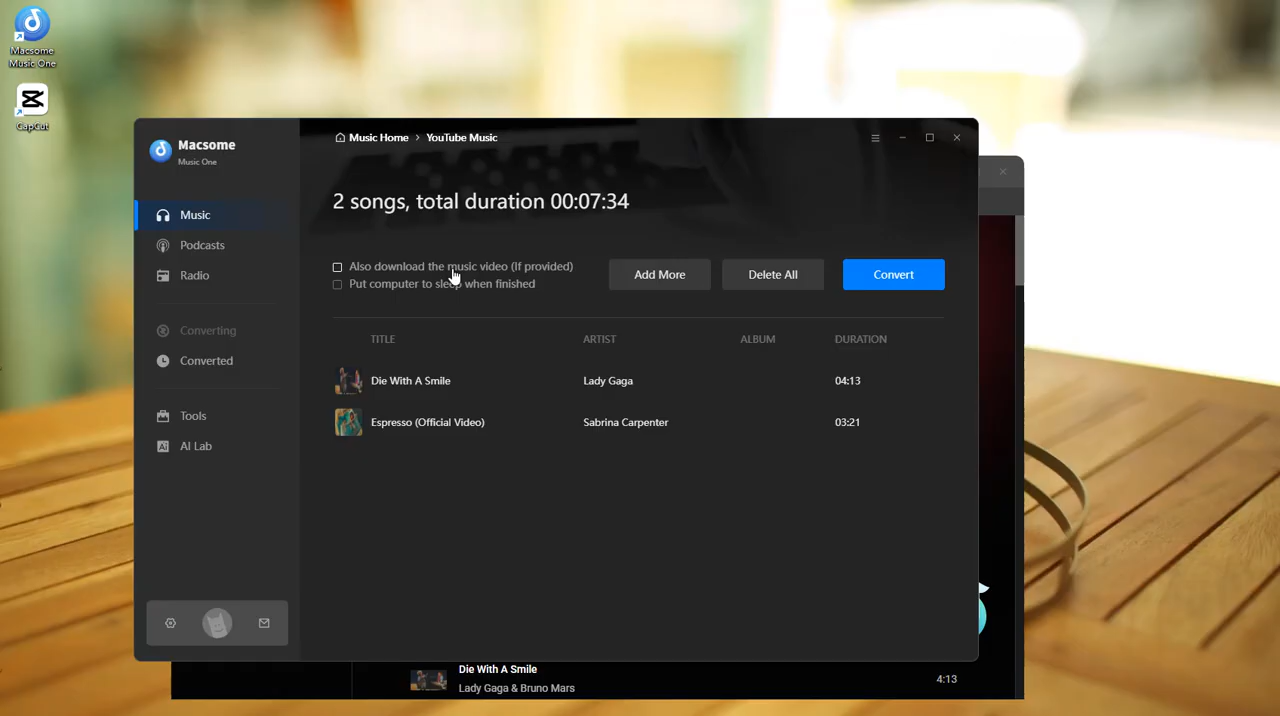 Macsome
Music One
CapCut
Macsome
Music One
Music Home > YouTube Music
2 songs, total duration 00:07:34
Music
Podcasts
Radio
Converting
Converted
Tools
AI Lab
Also download the music video (If provided)
Put computer to sleep when finished
Add More
Delete All
Convert
TITLE ARTIST ALBUM DURATION
Die With A Smile Lady Gaga 04:13
Espresso (Official Video) Sabrina Carpenter 03:21
Die With A Smile
Lady Gaga & Bruno Mars
4:13